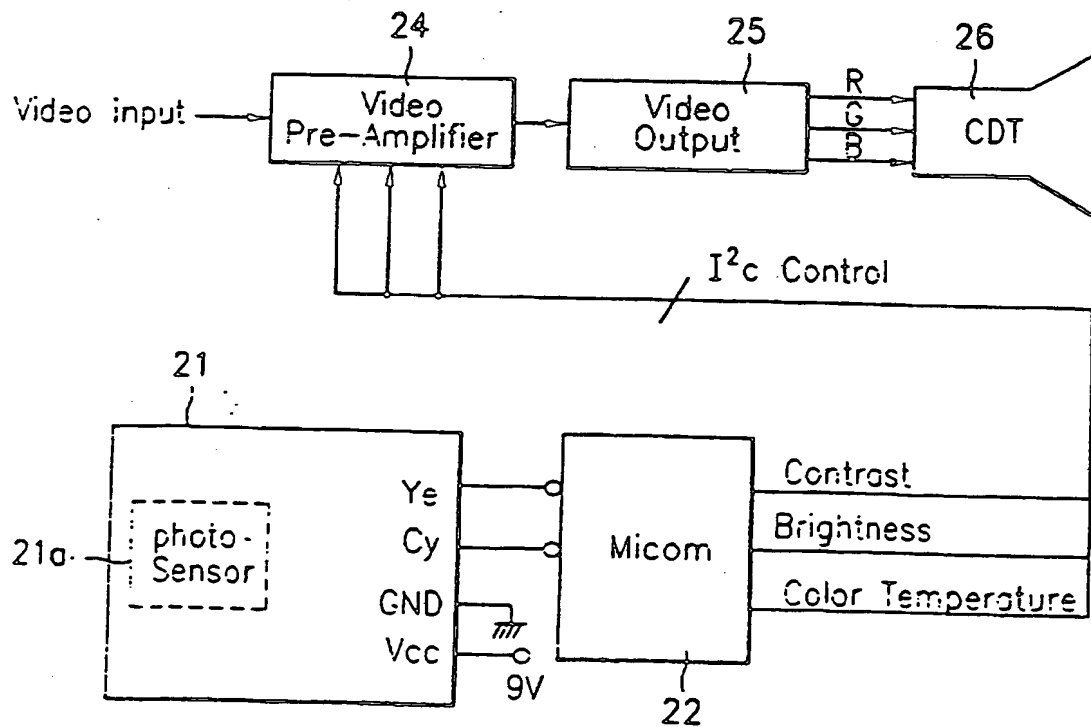 24
25
26
Video input
Video
Pre-Amplifier
Video
Output
R
G
B
CDT
I²c Control
21
21a
photo-
Sensor
Ye
Cy
GND
Vcc
9V
Micom
22
Contrast
Brightness
Color Temperature